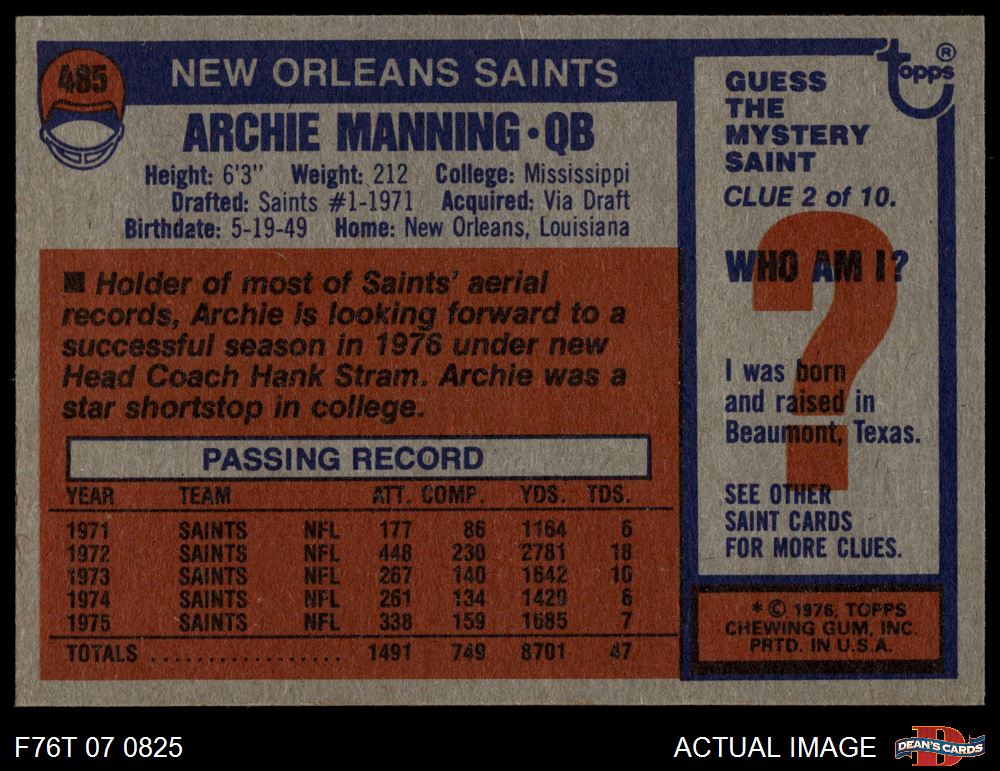 485
NEW ORLEANS SAINTS
ARCHIE MANNING • QB
Height: 6'3" Weight: 212 College: Mississippi
Drafted: Saints #1-1971 Acquired: Via Draft
Birthdate: 5-19-49 Home: New Orleans, Louisiana
■ Holder of most of Saints' aerial
records, Archie is looking forward to a
successful season in 1976 under new
Head Coach Hank Stram. Archie was a
star shortstop in college.
PASSING RECORD
YEAR TEAM ATT. COMP. YDS. TDS.
1971 SAINTS NFL 177 86 1164 6
1972 SAINTS NFL 448 230 2781 18
1973 SAINTS NFL 267 140 1642 10
1974 SAINTS NFL 261 134 1429 6
1975 SAINTS NFL 338 159 1685 7
TOTALS .................. 1491 749 8701 47
topps®
GUESS
THE
MYSTERY
SAINT
CLUE 2 of 10.
WHO AM I?
?
I was born
and raised in
Beaumont, Texas.
SEE OTHER
SAINT CARDS
FOR MORE CLUES.
* © 1976, TOPPS
CHEWING GUM, INC.
PRTD. IN U.S.A.
F76T 07 0825
ACTUAL IMAGE
D
DEAN'S CARDS